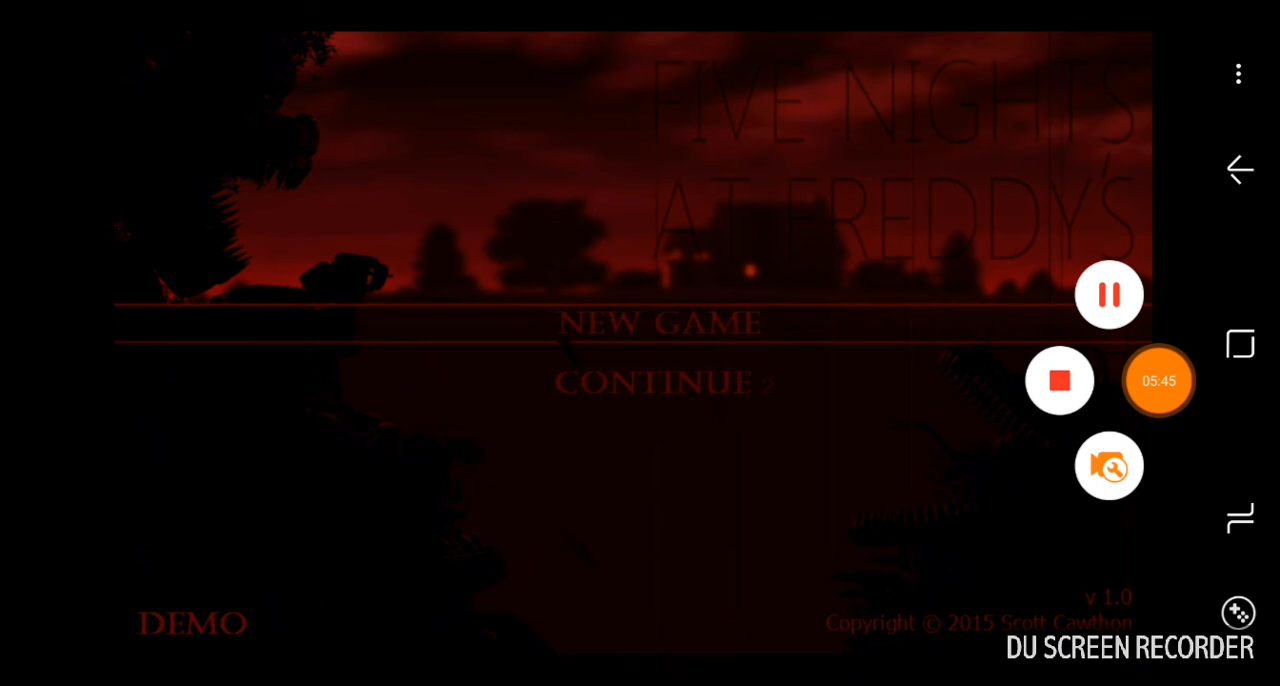 FIVE NIGHTS
AT FREDDY'S
NEW GAME
CONTINUE 2
05:45
v 1.0
DEMO
Copyright © 2015 Scott Cawthon
DU SCREEN RECORDER